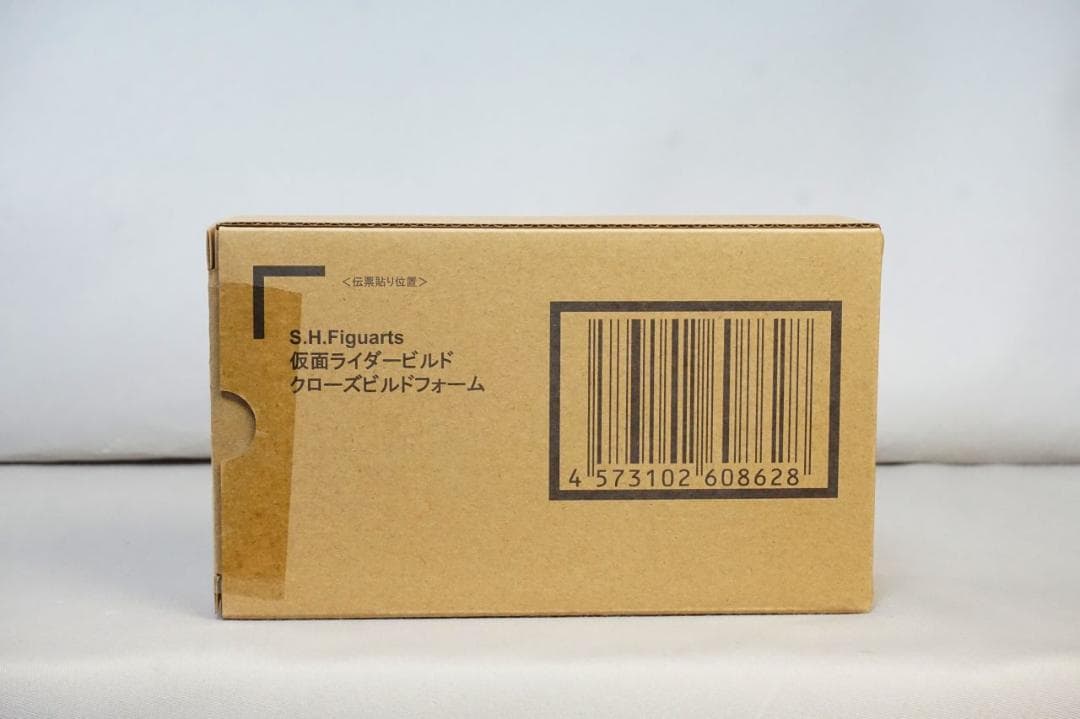 <伝票貼り位置>
S.H.Figuarts
仮面ライダービルド
クローズビルドフォーム
4 573102 608628